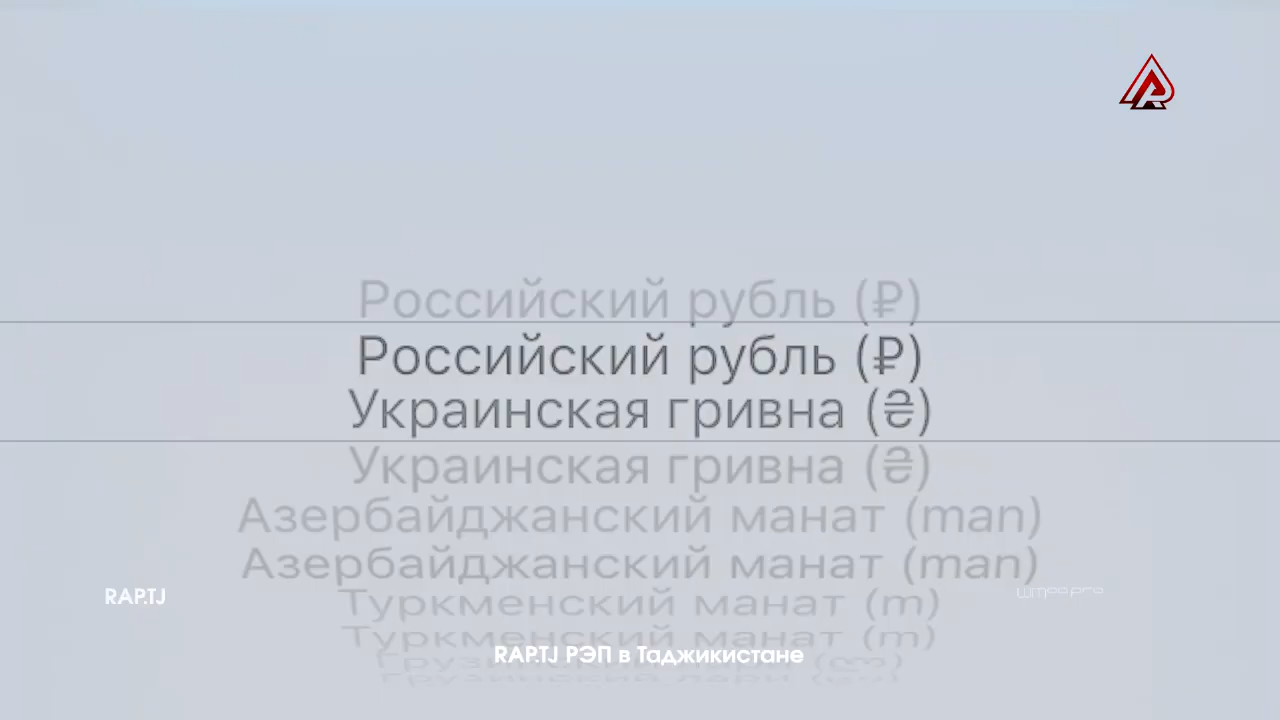 Российский рубль (₽)
Российский рубль (₽)
Украинская гривна (₴)
Украинская гривна (₴)
Азербайджанский манат (man)
Азербайджанский манат (man)
RAP.TJ
Туркменский манат (m)
Туркменский манат (m)
RAP.TJ РЭП в Таджикистане